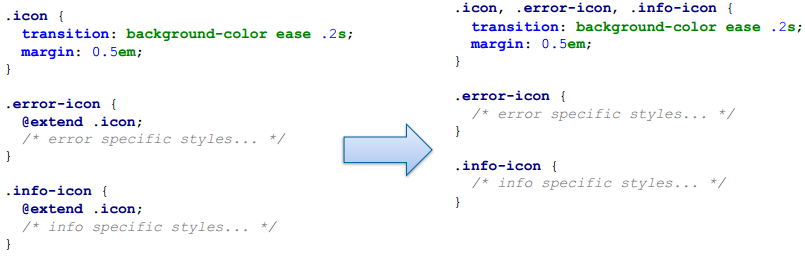 .icon {
  transition: background-color ease .2s;
  margin: 0.5em;
}

.error-icon {
  @extend .icon;
  /* error specific styles... */
}

.info-icon {
  @extend .icon;
  /* info specific styles... */
}

.icon, .error-icon, .info-icon {
  transition: background-color ease .2s;
  margin: 0.5em;
}

.error-icon {
  /* error specific styles... */
}

.info-icon {
  /* info specific styles... */
}